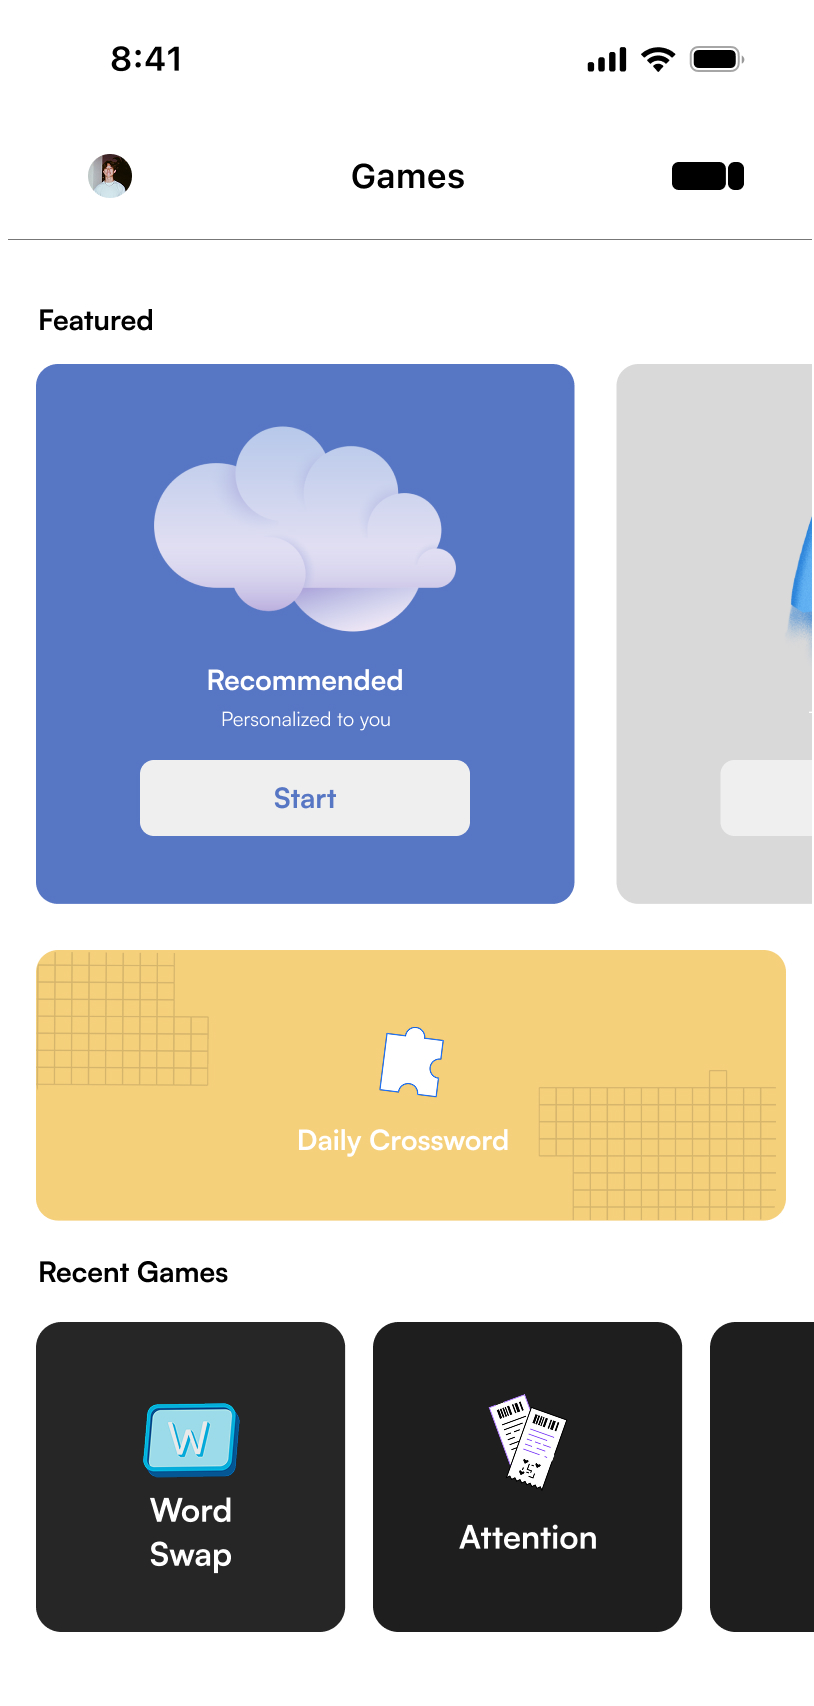 8:41
Games
Featured
Recommended
Personalized to you
Start
Daily Crossword
Recent Games
W
Word
Swap
Attention